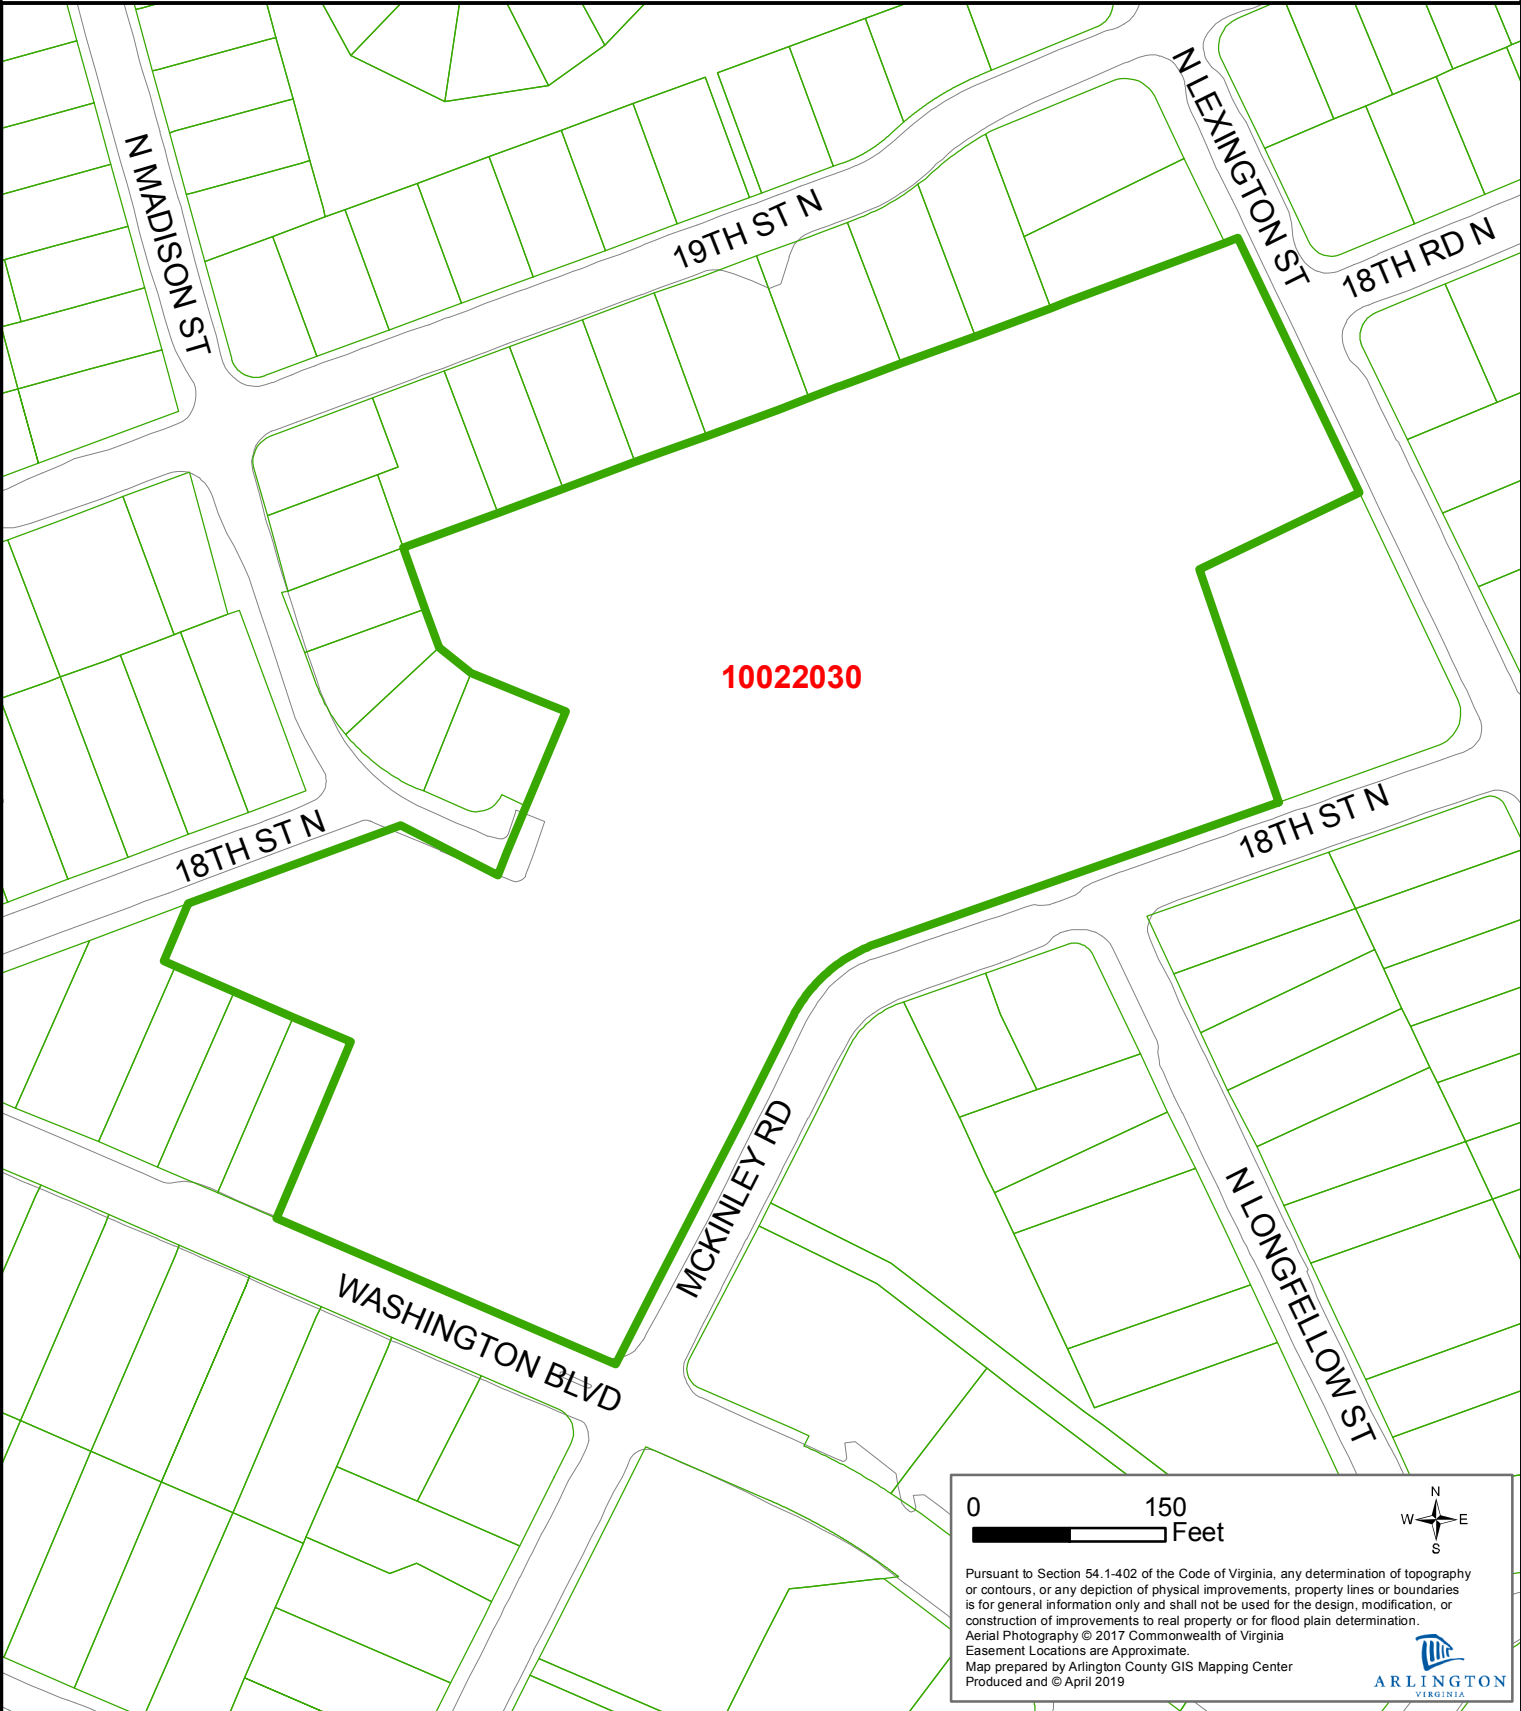 N MADISON ST
19TH ST N
N LEXINGTON ST
18TH RD N
10022030
18TH ST N
18TH ST N
MCKINLEY RD
WASHINGTON BLVD
N LONGFELLOW ST
0 150
Feet
N
W E
S
Pursuant to Section 54.1-402 of the Code of Virginia, any determination of topography
or contours, or any depiction of physical improvements, property lines or boundaries
is for general information only and shall not be used for the design, modification, or
construction of improvements to real property or for flood plain determination.
Aerial Photography © 2017 Commonwealth of Virginia
Easement Locations are Approximate.
Map prepared by Arlington County GIS Mapping Center
Produced and © April 2019
ARLINGTON
VIRGINIA